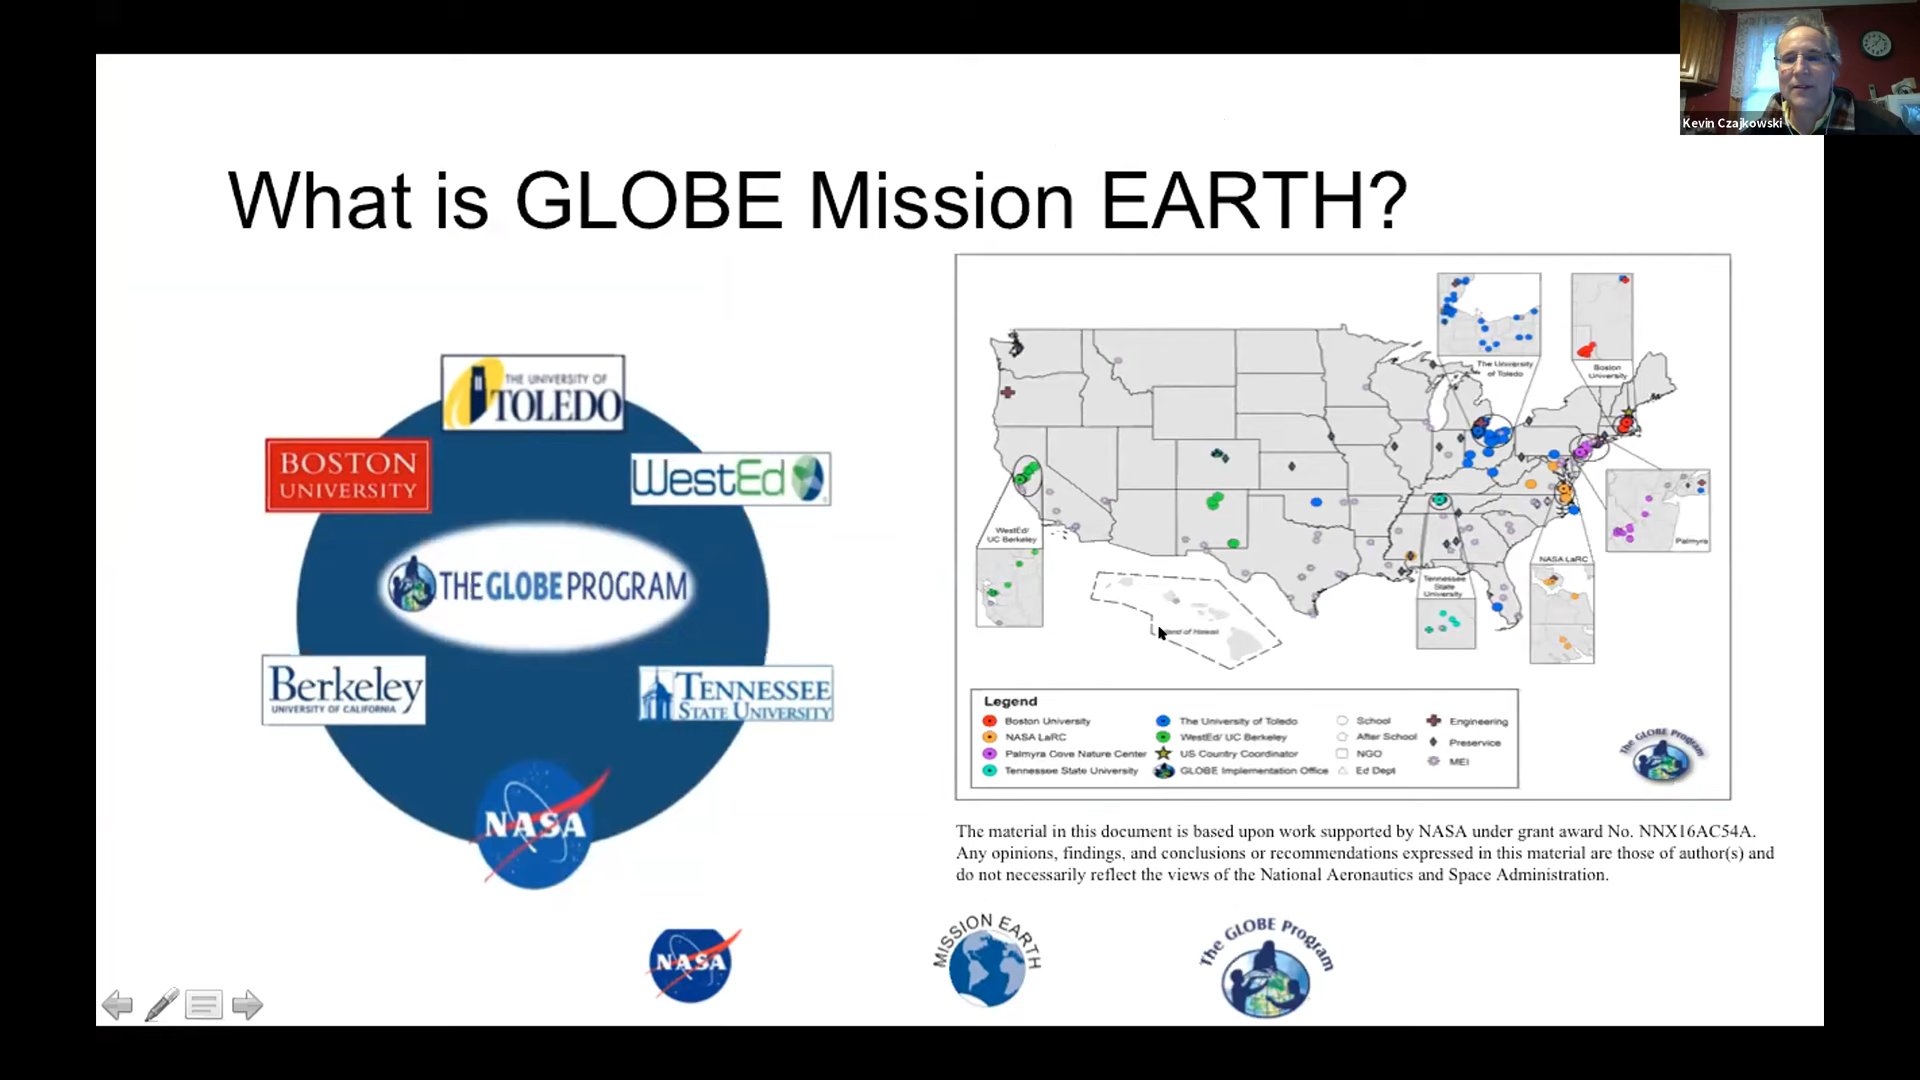 Kevin Czajkowski
What is GLOBE Mission EARTH?
THE UNIVERSITY OF
TOLEDO
BOSTON
UNIVERSITY
WestEd
THE GLOBE PROGRAM
Berkeley
UNIVERSITY OF CALIFORNIA
TENNESSEE
STATE UNIVERSITY
NASA
The University
of Toledo
Boston
University
WestEd/
UC Berkeley
Palmyra
NASA LaRC
Tennessee
State
University
of Hawaii
Legend
Boston University
NASA LaRC
Palmyra Cove Nature Center
Tennessee State University
The University of Toledo
WestEd/ UC Berkeley
US Country Coordinator
GLOBE Implementation Office
School
After School
NGO
Ed Dept
Engineering
Preservice
MEI
The GLOBE Program
The material in this document is based upon work supported by NASA under grant award No. NNX16AC54A.
Any opinions, findings, and conclusions or recommendations expressed in this material are those of author(s) and
do not necessarily reflect the views of the National Aeronautics and Space Administration.
NASA
MISSION EARTH
The GLOBE Program